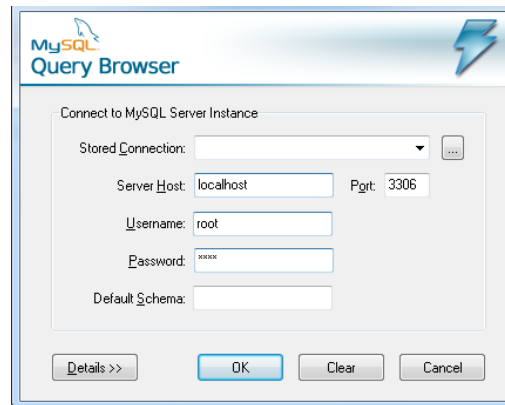 MySQL
Query Browser
Connect to MySQL Server Instance
Stored Connection:
...
Server Host: localhost Port: 3306
Username: root
Password: ****
Default Schema:
Details >> OK Clear Cancel